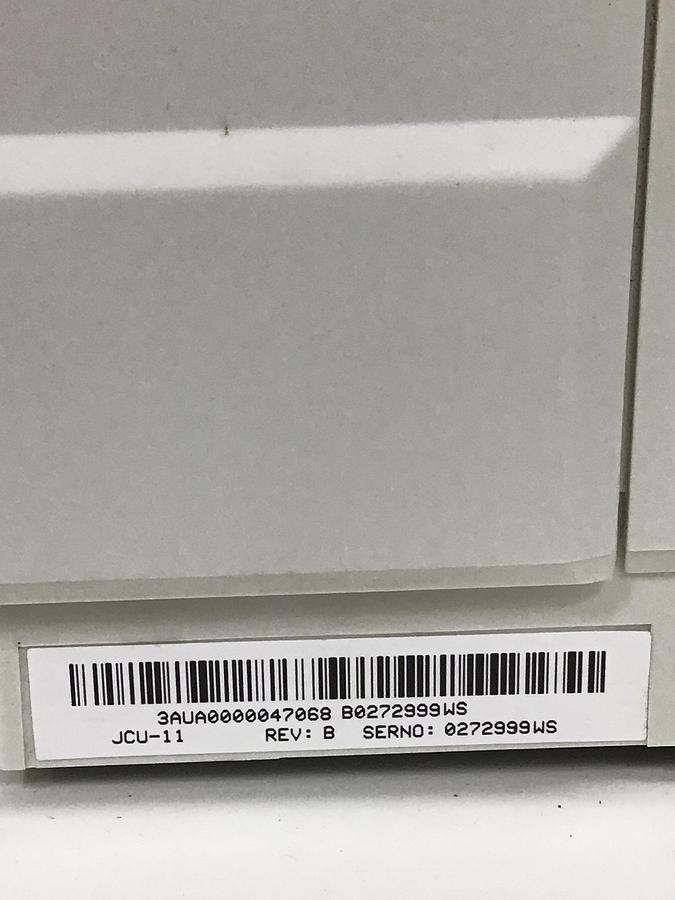 3AUA0000047068 B0272999WS
JCU-11 REV: B SERNO: 0272999WS